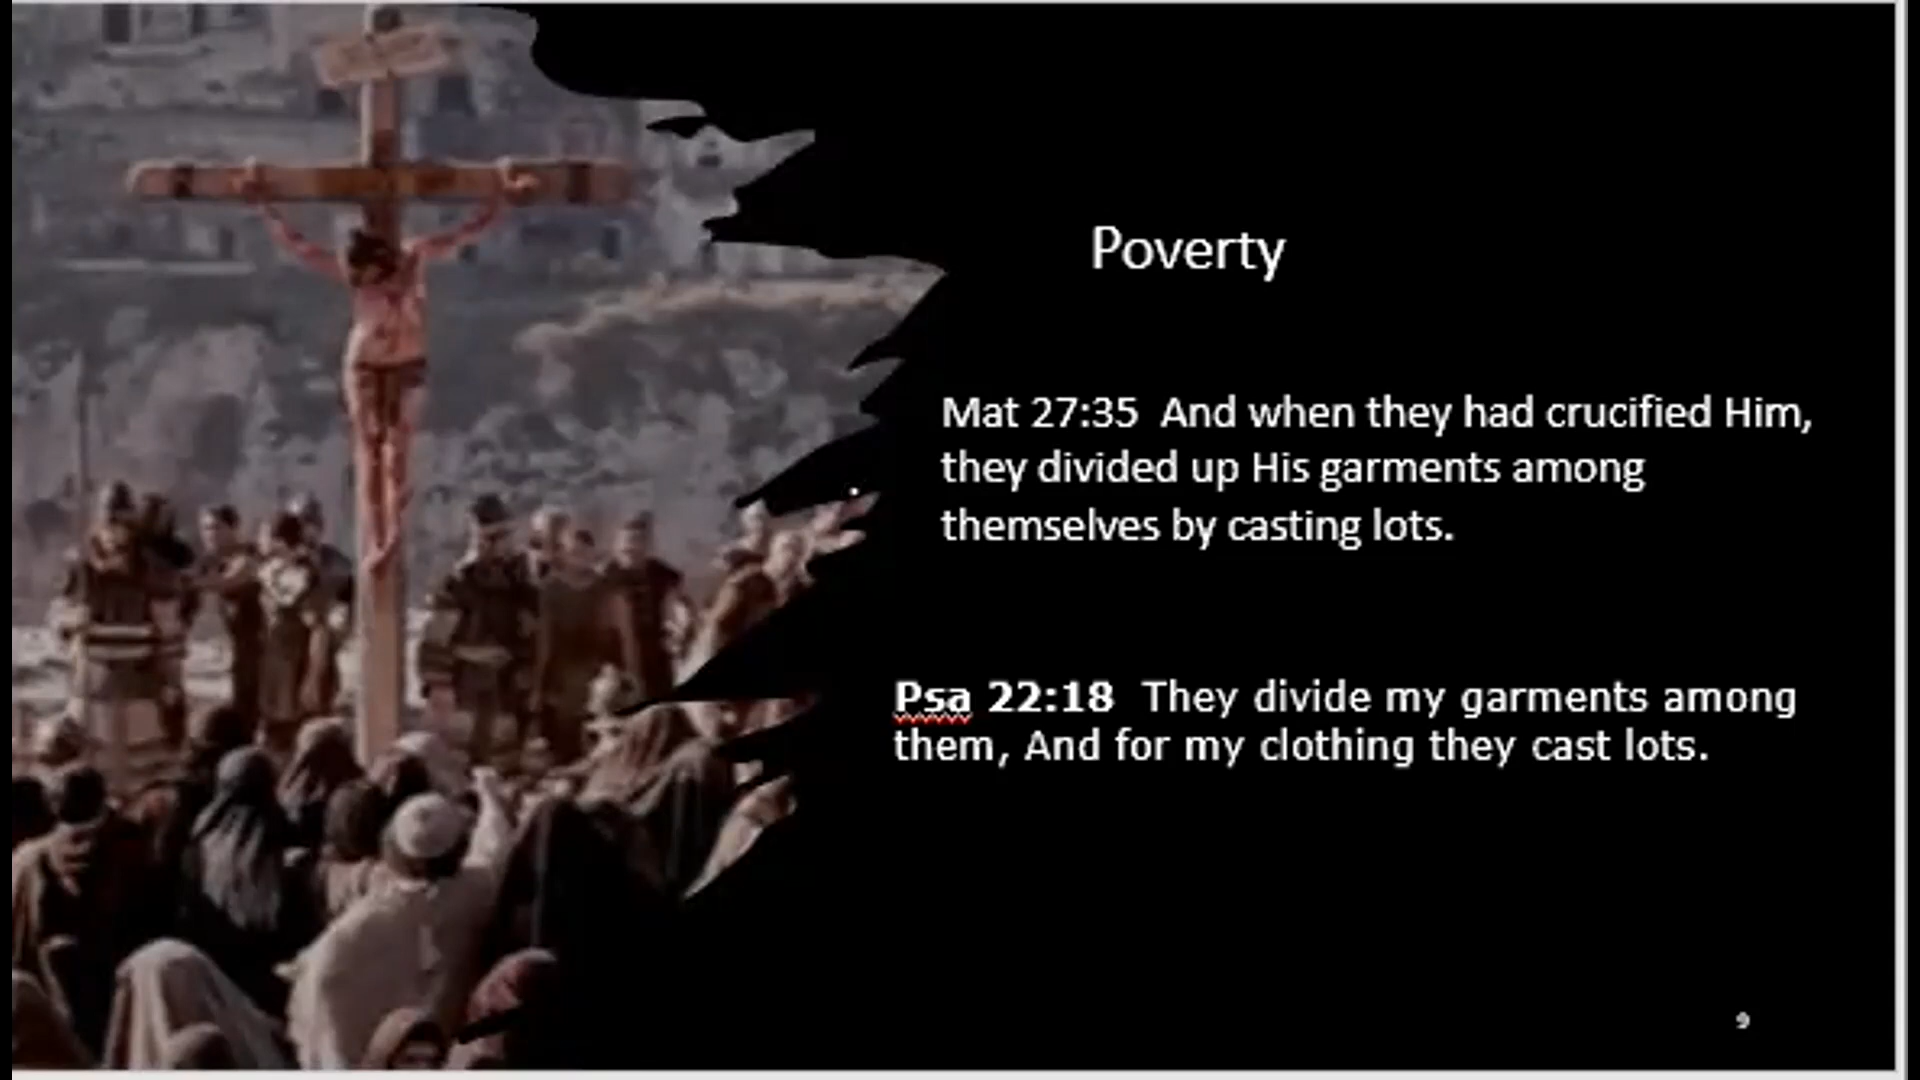 Poverty
Mat 27:35 And when they had crucified Him,
they divided up His garments among
themselves by casting lots.
Psa 22:18 They divide my garments among
them, And for my clothing they cast lots.
9